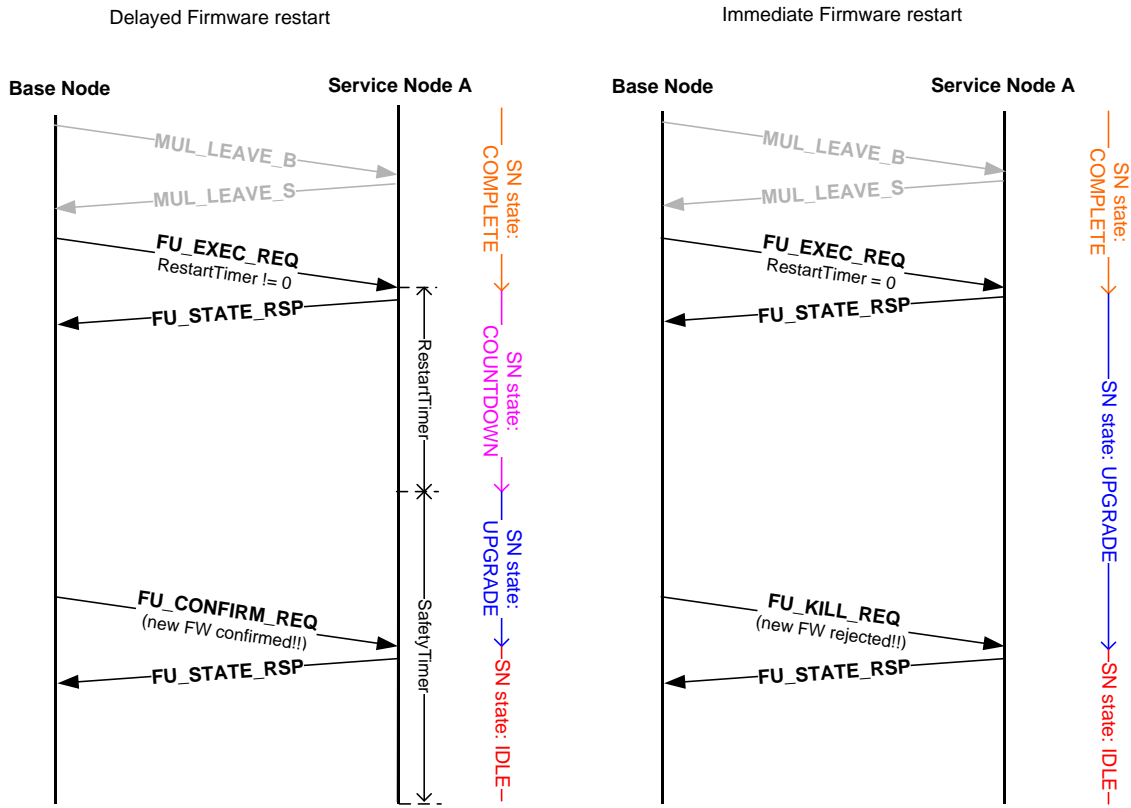 Delayed Firmware restart
Base Node
Service Node A
MUL_LEAVE_B
MUL_LEAVE_S
FU_EXEC_REQ
RestartTimer != 0
FU_STATE_RSP
RestartTimer
FU_CONFIRM_REQ
(new FW confirmed!!)
FU_STATE_RSP
SafetyTimer
SN state:
COMPLETE
SN state:
COUNTDOWN
SN state:
UPGRADE
SN state: IDLE
Immediate Firmware restart
Base Node
Service Node A
MUL_LEAVE_B
MUL_LEAVE_S
FU_EXEC_REQ
RestartTimer = 0
FU_STATE_RSP
FU_KILL_REQ
(new FW rejected!!)
FU_STATE_RSP
SN state:
COMPLETE
SN state: UPGRADE
SN state: IDLE